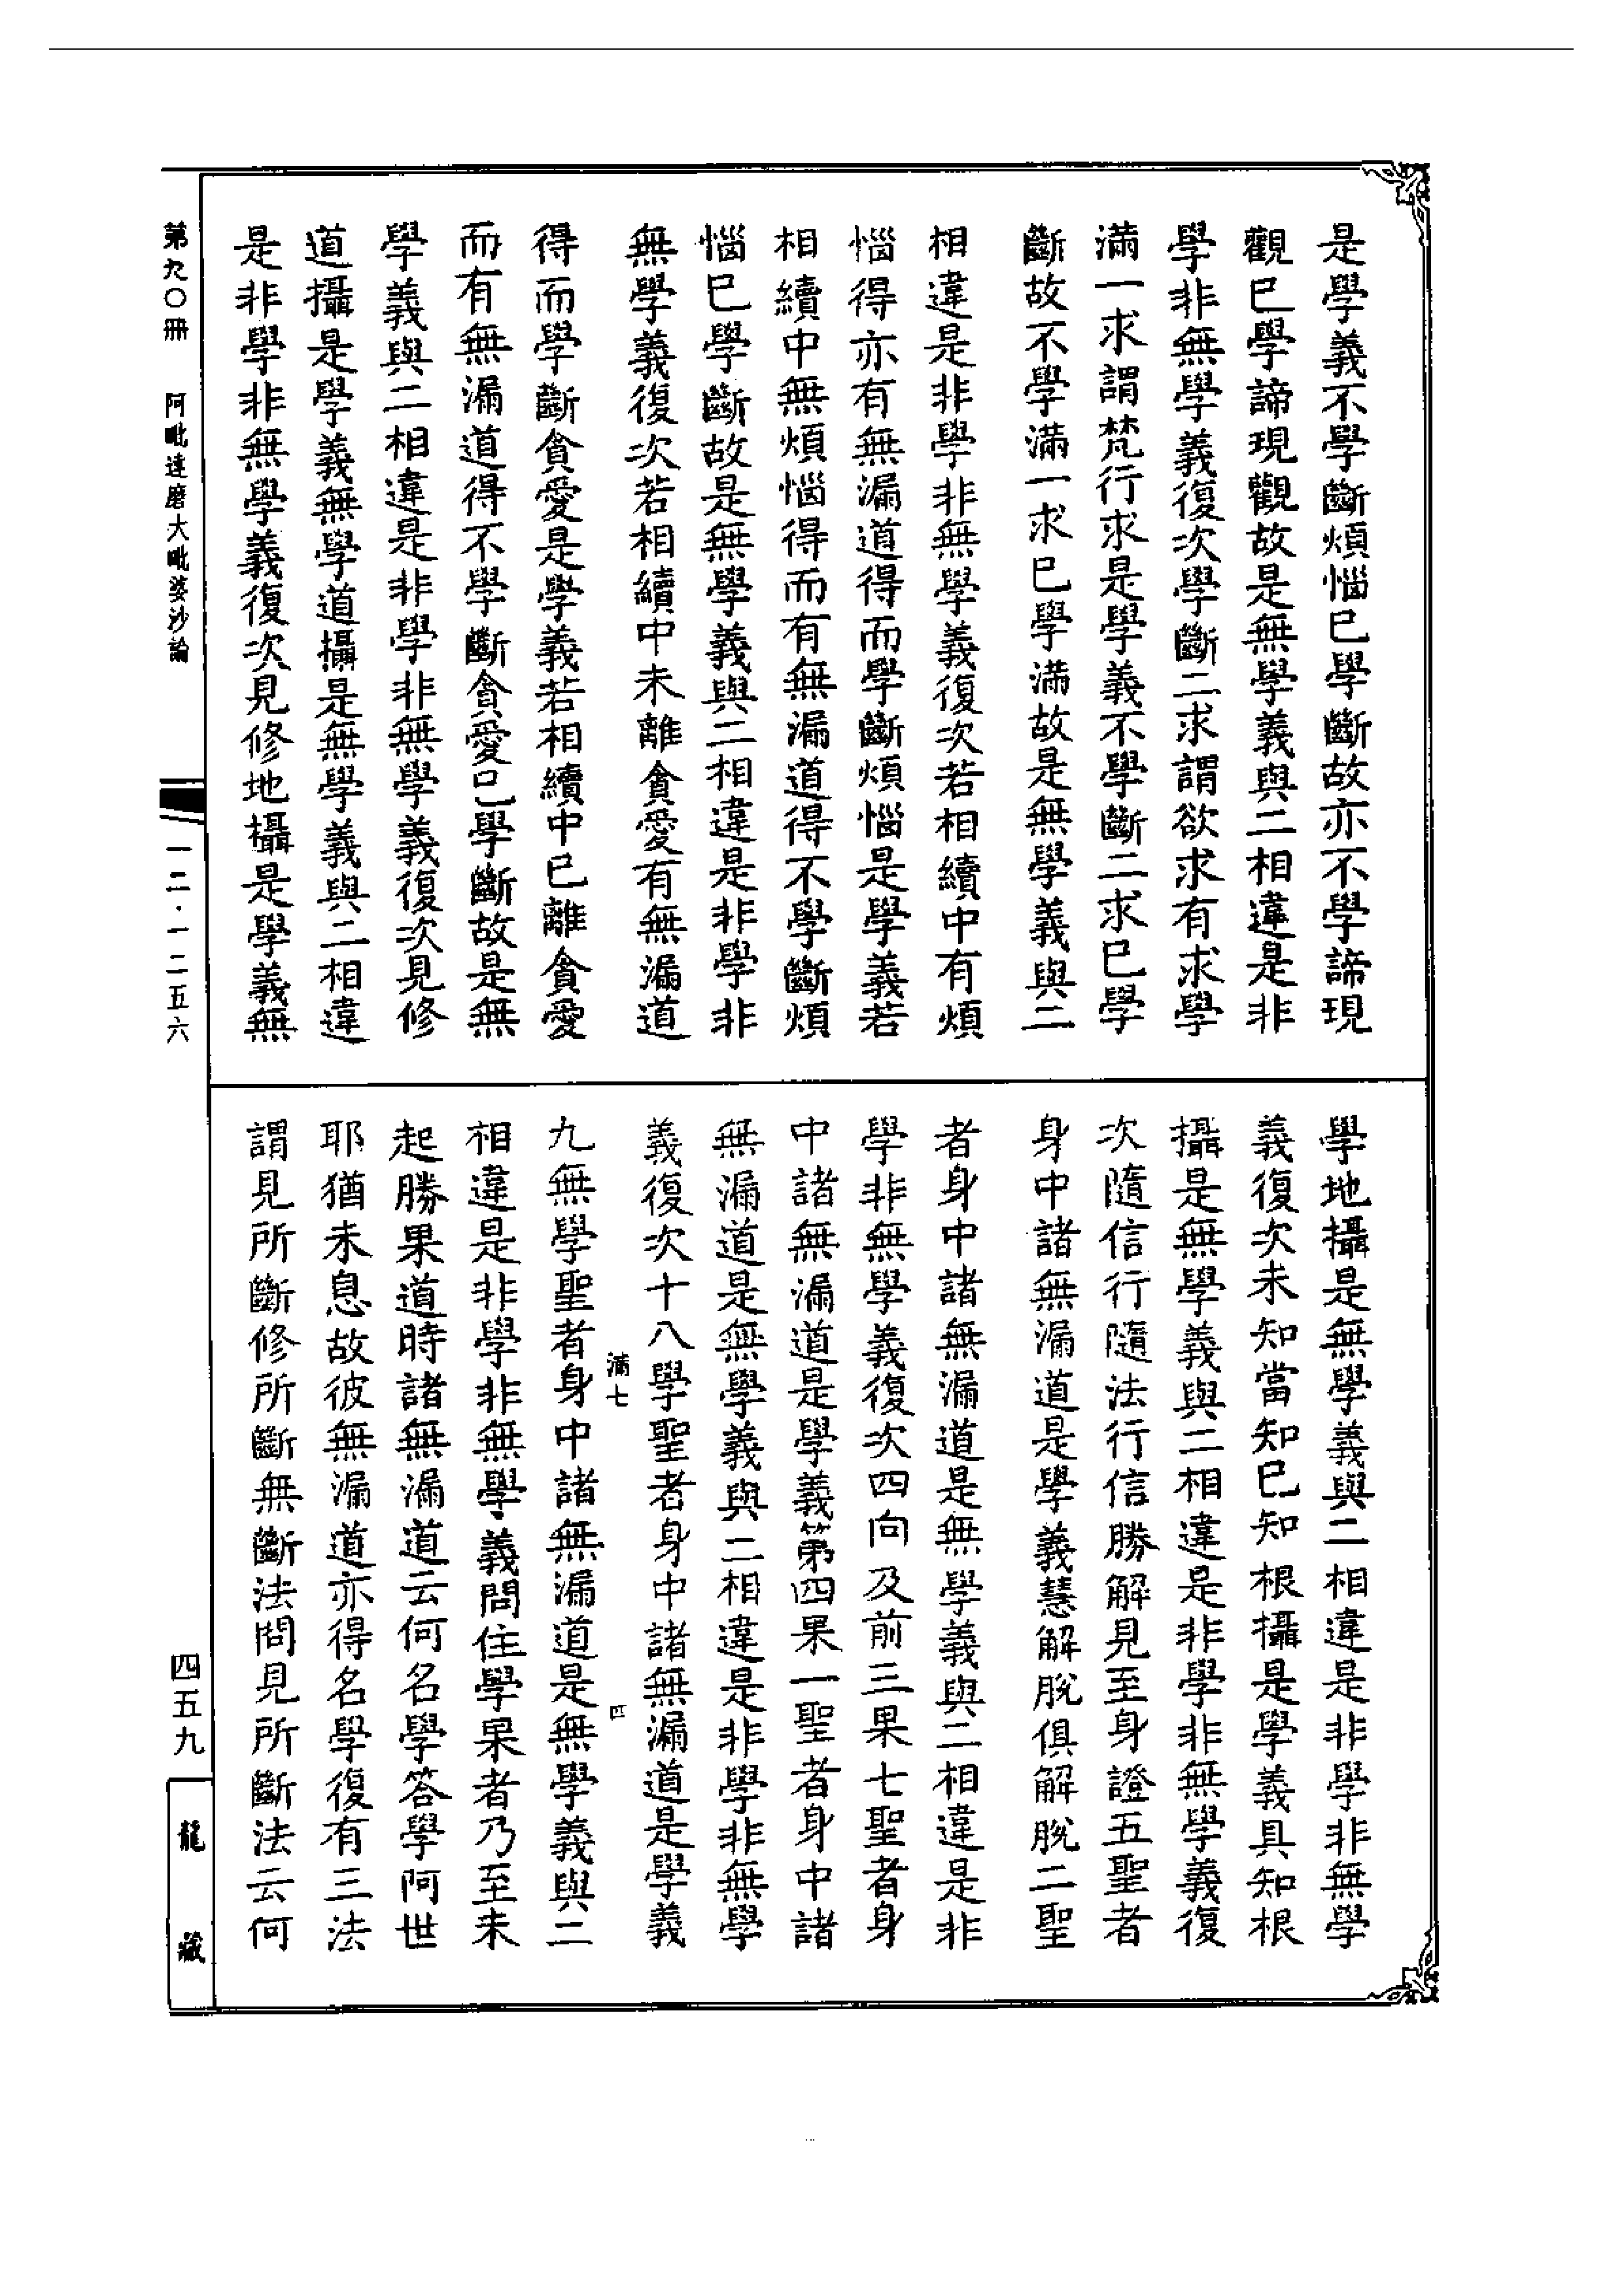 是學義不學斷煩惱已學斷故亦不學諦現
觀已學諦現觀故是無學義與二相違是非
學非無學義復次學斷二求謂欲求有求學
滿一求謂梵行求是學義不學斷二求已學
斷故不學滿一求已學滿故是無學義與二
相違是非學非無學義復次若相續中有煩
惱得亦有無漏道得而學斷煩惱是學義若
相續中無煩惱得而有無漏道得不學斷煩
惱已學斷故是無學義與二相違是非學非
無學義復次若相續中未離貪愛有無漏道
得而學斷貪愛是學義若相續中已離貪愛
而有無漏道得不學斷貪愛已學斷故是無
學義與二相違是非學非無學義復次見修
道攝是學義無學道攝是無學義與二相違
是非學非無學義復次見修地攝是學義無
學地攝是無學義與二相違是非學非無學
義復次未知當知已知根攝是學義具知根
攝是無學義與二相違是非學非無學義復
次隨信行隨法行信勝解見至身證五聖者
身中諸無漏道是學義慧解脫俱解脫二聖
者身中諸無漏道是無學義與二相違是非
學非無學義復次四向及前三果七聖者身
中諸無漏道是學義第四果一聖者身中諸
無漏道是無學義與二相違是非學非無學
義復次十八學聖者身中諸無漏道是學義
滿七 四
九無學聖者身中諸無漏道是無學義與二
相違是非學非無學義問住學果者乃至未
起勝果道時諸無漏道云何名學答學阿世
耶猶未息故彼無漏道亦得名學復有三法
謂見所斷修所斷無斷法問見所斷法云何
第九〇冊 阿毗達磨大毗婆沙論
一二·一二五六
四五九
龍藏